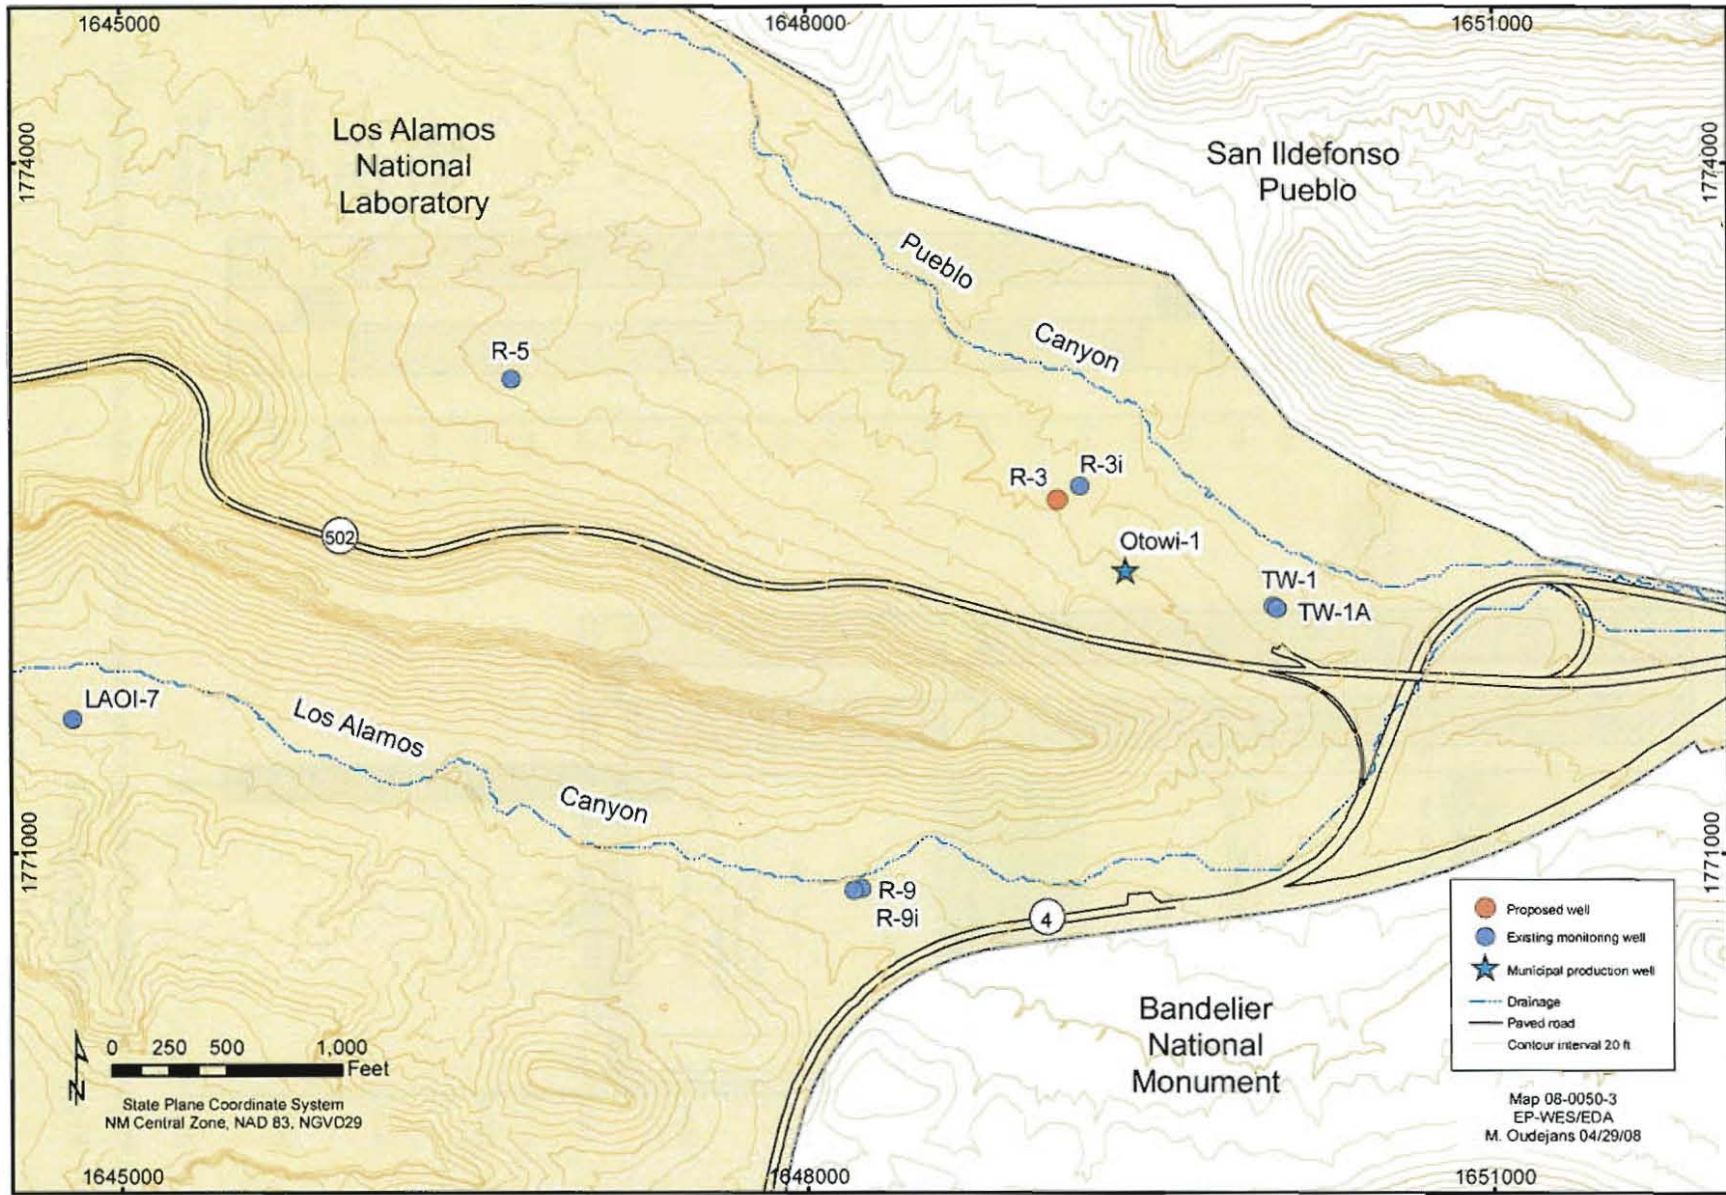 1645000
1648000
1651000
1774000
1774000
Los Alamos
National
Laboratory
San Ildefonso
Pueblo
Pueblo
Canyon
R-5
R-3
R-3i
502
Otowi-1
TW-1
TW-1A
LAOI-7
Los Alamos
Canyon
1771000
1771000
R-9
R-9i
4
Proposed well
Existing monitoring well
Municipal production well
Drainage
Paved road
Contour interval 20 ft
Bandelier
National
Monument
0 250 500 1,000
Feet
N
State Plane Coordinate System
NM Central Zone, NAD 83, NGVD29
Map 08-0050-3
EP-WES/EDA
M. Oudejans 04/29/08
1645000
1648000
1651000